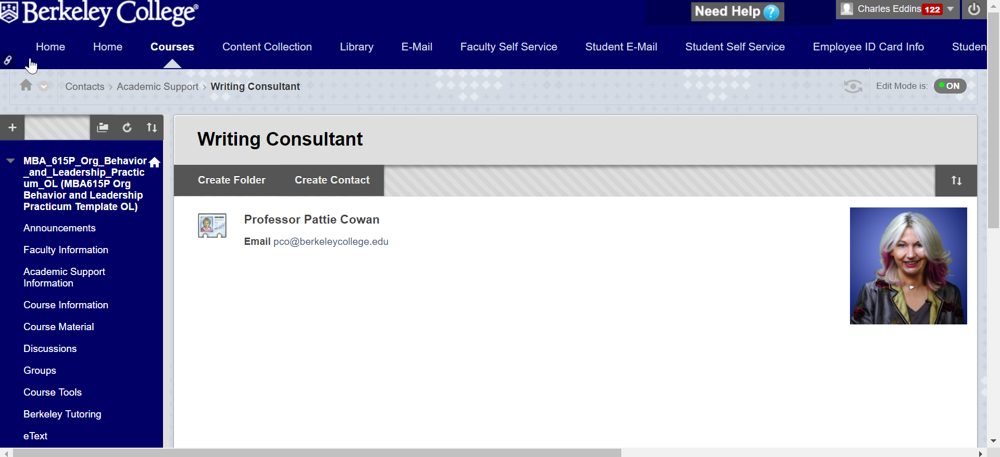 Berkeley College®
Need Help ?
Charles Eddins 122
Home Home Courses Content Collection Library E-Mail Faculty Self Service Student E-Mail Student Self Service Employee ID Card Info Studen
Contacts > Academic Support > Writing Consultant
Edit Mode is: ON
Writing Consultant
Create Folder Create Contact
Professor Pattie Cowan
Email pco@berkeleycollege.edu
MBA_615P_Org_Behavior
_and_Leadership_Practic
um_OL (MBA615P Org
Behavior and Leadership
Practicum Template OL)
Announcements
Faculty Information
Academic Support
Information
Course Information
Course Material
Discussions
Groups
Course Tools
Berkeley Tutoring
eText